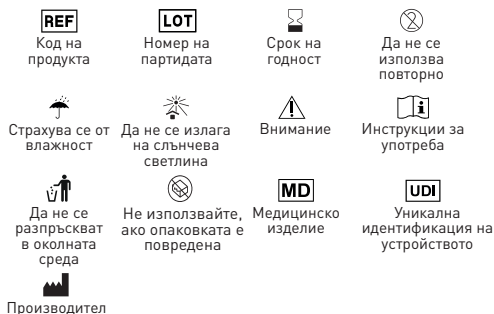 REF
LOT
Код на
продукта
Номер на
партидата
Срок на
годност
2
Да не се
използва
повторно
Страхува се от
влажност
Да не се излага
на слънчева
светлина
Внимание
i
Инструкции за
употреба
Да не се
разпръскват
в околната
среда
Не използвайте,
ако опаковката е
повредена
MD
Медицинско
изделие
UDI
Уникална
идентификация на
устройството
Производител